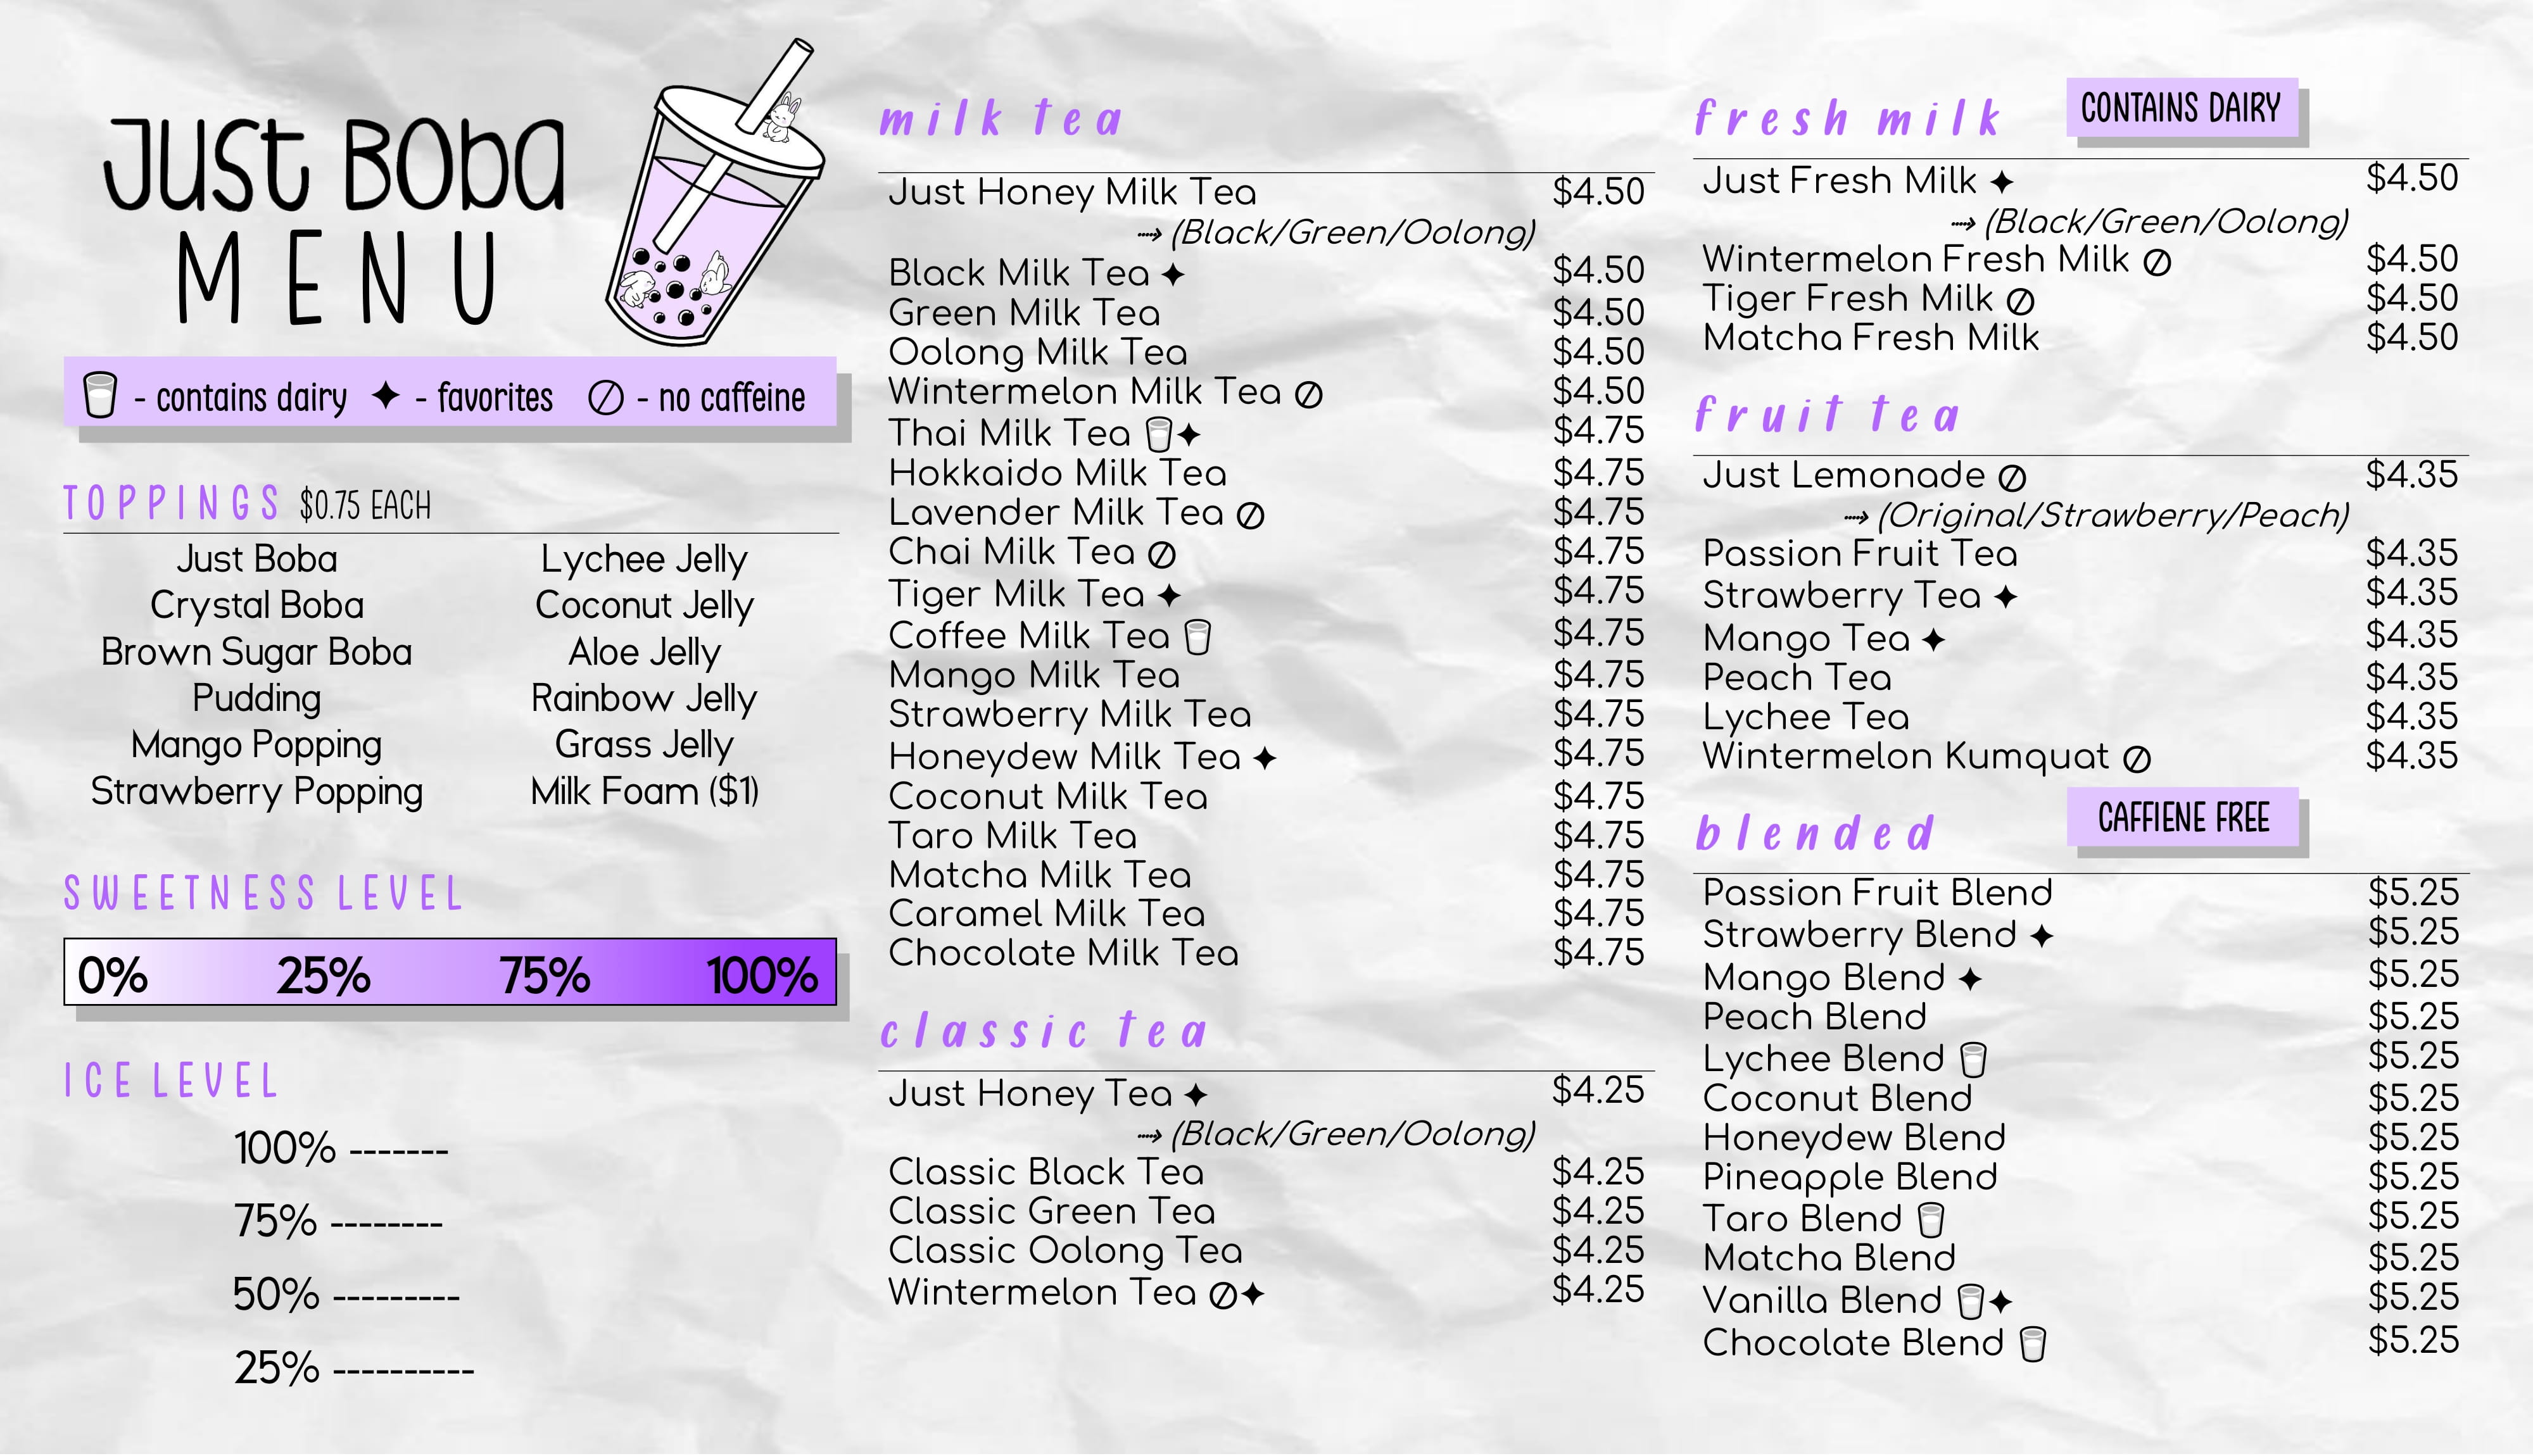 Just Boba
MENU
- contains dairy ✦ - favorites ∅ - no caffeine
TOPPINGS $0.75 EACH
Just Boba
Crystal Boba
Brown Sugar Boba
Pudding
Mango Popping
Strawberry Popping
Lychee Jelly
Coconut Jelly
Aloe Jelly
Rainbow Jelly
Grass Jelly
Milk Foam ($1)
SWEETNESS LEVEL
0% 25% 75% 100%
ICE LEVEL
100% -------
75% --------
50% ---------
25% ----------
milk tea
Just Honey Milk Tea $4.50
→ (Black/Green/Oolong)
Black Milk Tea ✦ $4.50
Green Milk Tea $4.50
Oolong Milk Tea $4.50
Wintermelon Milk Tea ∅ $4.50
Thai Milk Tea ✦ $4.75
Hokkaido Milk Tea $4.75
Lavender Milk Tea ∅ $4.75
Chai Milk Tea ∅ $4.75
Tiger Milk Tea ✦ $4.75
Coffee Milk Tea $4.75
Mango Milk Tea $4.75
Strawberry Milk Tea $4.75
Honeydew Milk Tea ✦ $4.75
Coconut Milk Tea $4.75
Taro Milk Tea $4.75
Matcha Milk Tea $4.75
Caramel Milk Tea $4.75
Chocolate Milk Tea $4.75
classic tea
Just Honey Tea ✦ $4.25
→ (Black/Green/Oolong)
Classic Black Tea $4.25
Classic Green Tea $4.25
Classic Oolong Tea $4.25
Wintermelon Tea ∅✦ $4.25
fresh milk CONTAINS DAIRY
Just Fresh Milk ✦ $4.50
→ (Black/Green/Oolong)
Wintermelon Fresh Milk ∅ $4.50
Tiger Fresh Milk ∅ $4.50
Matcha Fresh Milk $4.50
fruit tea
Just Lemonade ∅ $4.35
→ (Original/Strawberry/Peach)
Passion Fruit Tea $4.35
Strawberry Tea ✦ $4.35
Mango Tea ✦ $4.35
Peach Tea $4.35
Lychee Tea $4.35
Wintermelon Kumquat ∅ $4.35
blended CAFFIENE FREE
Passion Fruit Blend $5.25
Strawberry Blend ✦ $5.25
Mango Blend ✦ $5.25
Peach Blend $5.25
Lychee Blend $5.25
Coconut Blend $5.25
Honeydew Blend $5.25
Pineapple Blend $5.25
Taro Blend $5.25
Matcha Blend $5.25
Vanilla Blend ✦ $5.25
Chocolate Blend $5.25